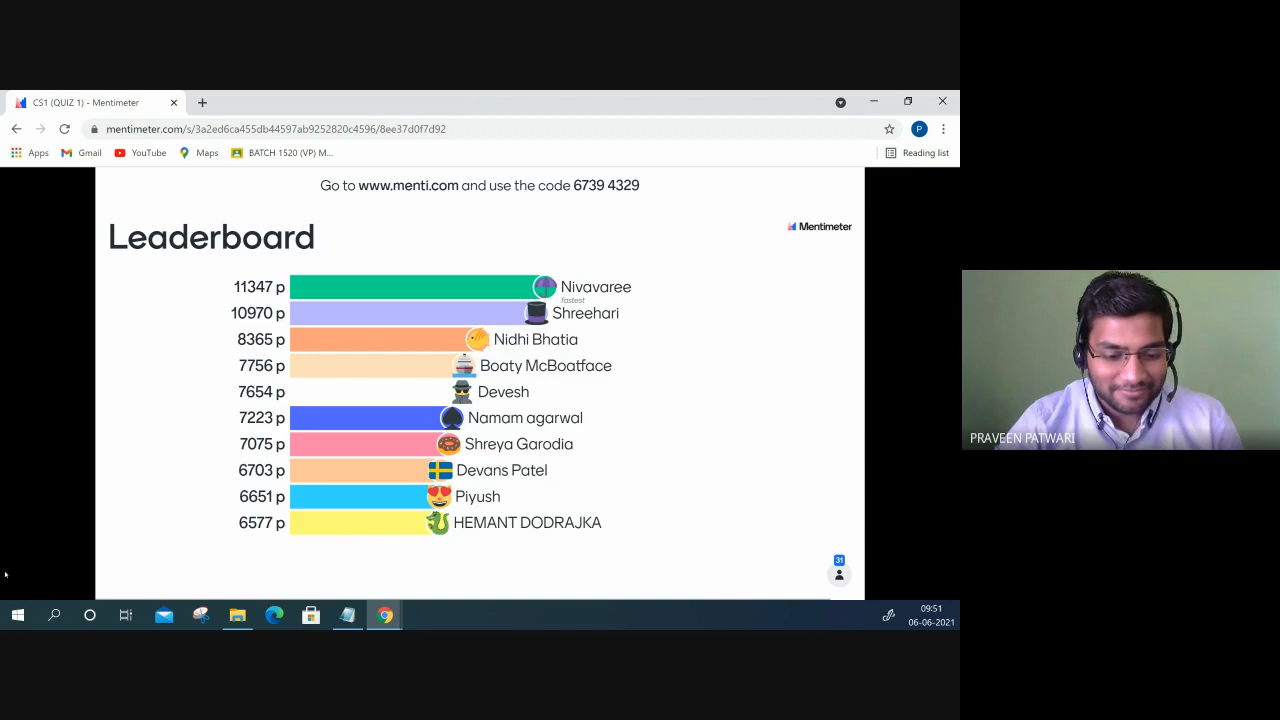 CS1 (QUIZ 1) - Mentimeter
mentimeter.com/s/3a2ed6ca455db44597ab9252820c4596/8ee37d0f7d92
P
Apps Gmail YouTube Maps BATCH 1520 (VP) M... Reading list
Go to www.menti.com and use the code 6739 4329
Leaderboard
Mentimeter
11347 p Nivavaree
fastest
10970 p Shreehari
8365 p Nidhi Bhatia
7756 p Boaty McBoatface
7654 p Devesh
7223 p Namam agarwal
7075 p Shreya Garodia
6703 p Devans Patel
6651 p Piyush
6577 p HEMANT DODRAJKA
31
09:51
06-06-2021
PRAVEEN PATWARI